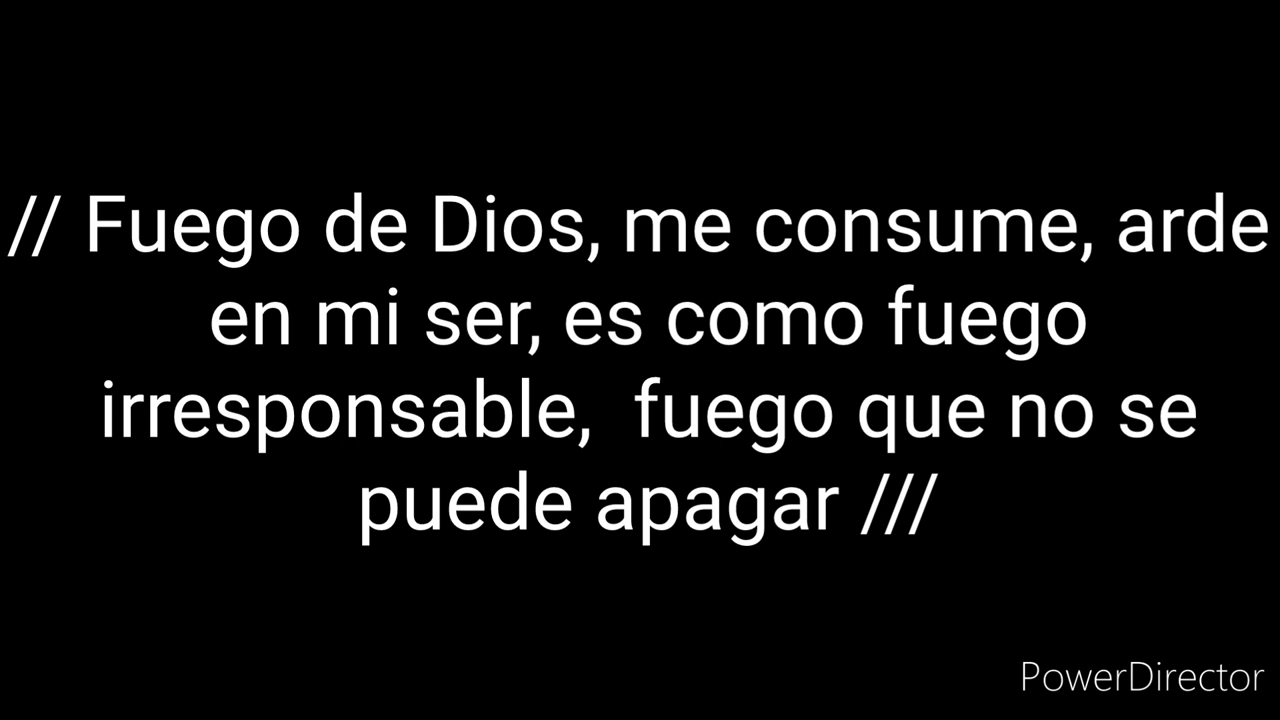 // Fuego de Dios, me consume, arde
en mi ser, es como fuego
irresponsable,  fuego que no se
puede apagar ///
PowerDirector